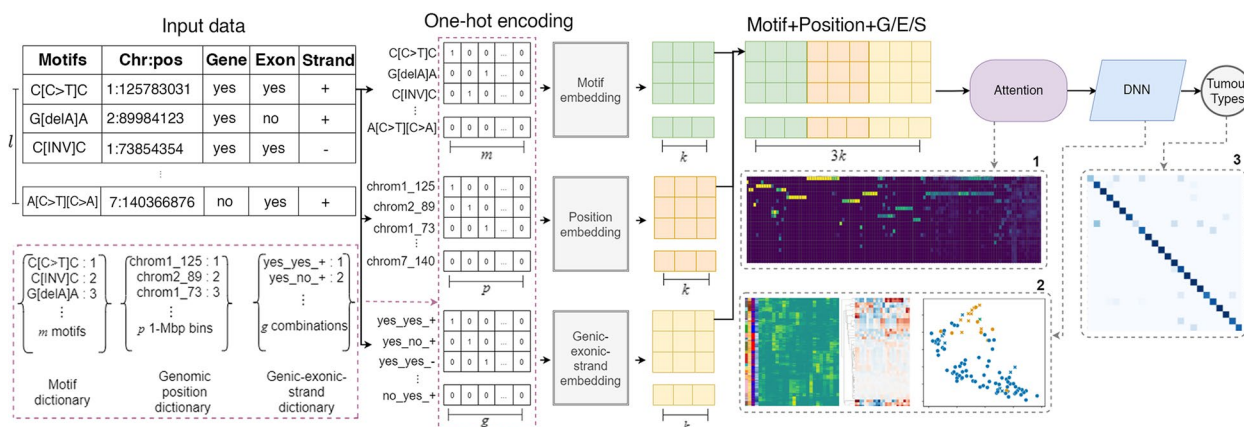 Input data
Motifs Chr:pos Gene Exon Strand
C[C>T]C 1:125783031 yes yes +
G[delA]A 2:89984123 yes no +
C[INV]C 1:73854354 yes yes -
⋮
A[C>T][C>A] 7:140366876 no yes +
l
C[C>T]C : 1
C[INV]C : 2
G[delA]A : 3
⋮
m motifs
Motif
dictionary
chrom1_125 : 1
chrom2_89 : 2
chrom1_73 : 3
⋮
p 1-Mbp bins
Genomic
position
dictionary
yes_yes_+ : 1
yes_no_+ : 2
⋮
g combinations
Genic-exonic-
strand
dictionary
One-hot encoding
C[C>T]C 1 0 0 ... 0
G[delA]A 0 0 1 ... 0
C[INV]C 0 1 0 ... 0
⋮
A[C>T][C>A] 0 0 0 ... 0
m
chrom1_125 1 0 0 ... 0
chrom2_89 0 1 0 ... 0
chrom1_73 0 0 1 ... 0
⋮
chrom7_140 0 0 0 ... 0
p
yes_yes_+ 1 0 0 ... 0
yes_no_+ 0 1 0 ... 0
yes_yes_- 0 0 1 ... 0
⋮
no_yes_+ 0 0 0 ... 0
g
Motif
embedding
k
Position
embedding
k
Genic-
exonic-
strand
embedding
k
Motif+Position+G/E/S
3k
Attention
DNN
Tumour
Types
1
2
3